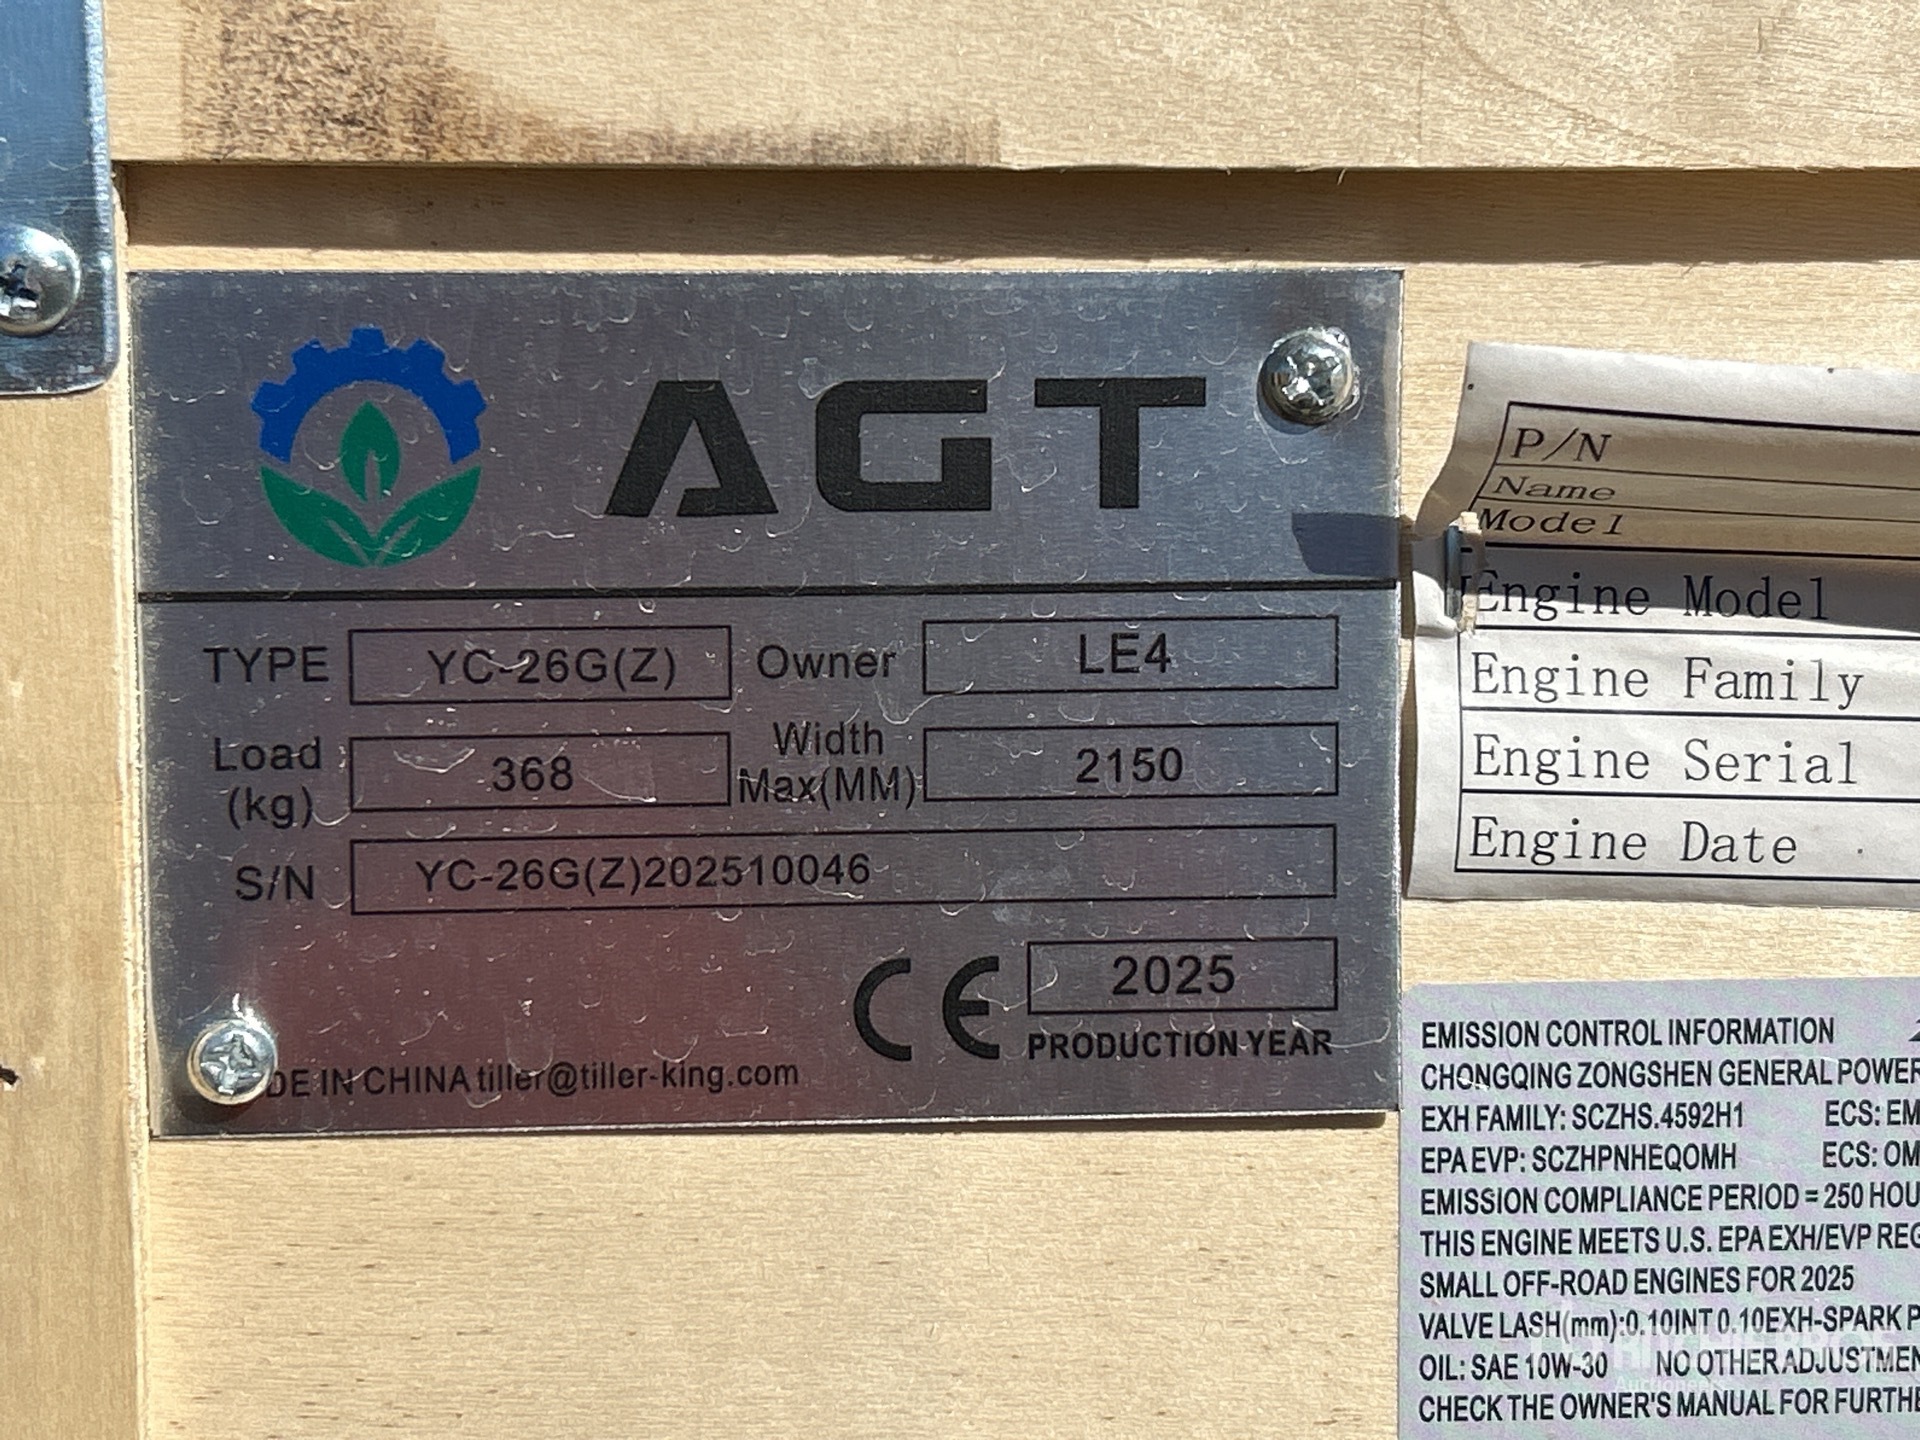 AGT
TYPE YC-26G(Z) Owner LE4
Load (kg) 368 Width Max(MM) 2150
S/N YC-26G(Z)202510046
CE 2025
PRODUCTION YEAR
DE IN CHINA tiller@tiller-king.com
P/N
Name
Model
Engine Model
Engine Family
Engine Serial
Engine Date
EMISSION CONTROL INFORMATION
CHONGQING ZONGSHEN GENERAL POWER
EXH FAMILY: SCZHS.4592H1 ECS: EM
EPA EVP: SCZHPNHEQOMH ECS: OM
EMISSION COMPLIANCE PERIOD = 250 HOU
THIS ENGINE MEETS U.S. EPA EXH/EVP REG
SMALL OFF-ROAD ENGINES FOR 2025
VALVE LASH(mm):0.10INT 0.10EXH-SPARK P
OIL: SAE 10W-30 NO OTHER ADJUSTMEN
CHECK THE OWNER'S MANUAL FOR FURTHE